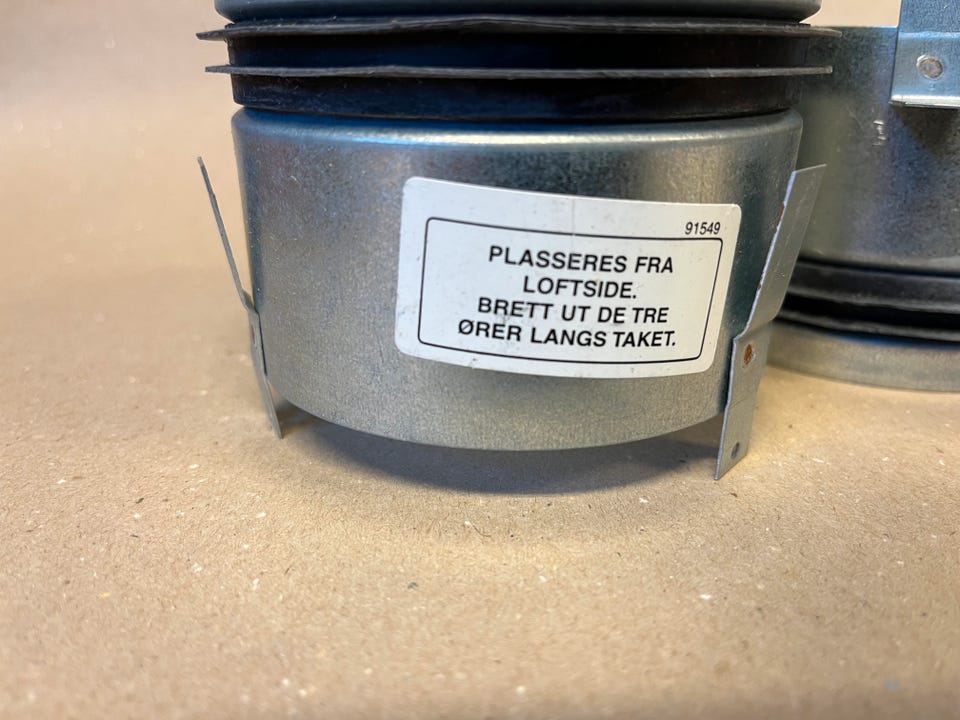 91549
PLASSERES FRA
LOFTSIDE.
BRETT UT DE TRE
ØRER LANGS TAKET.